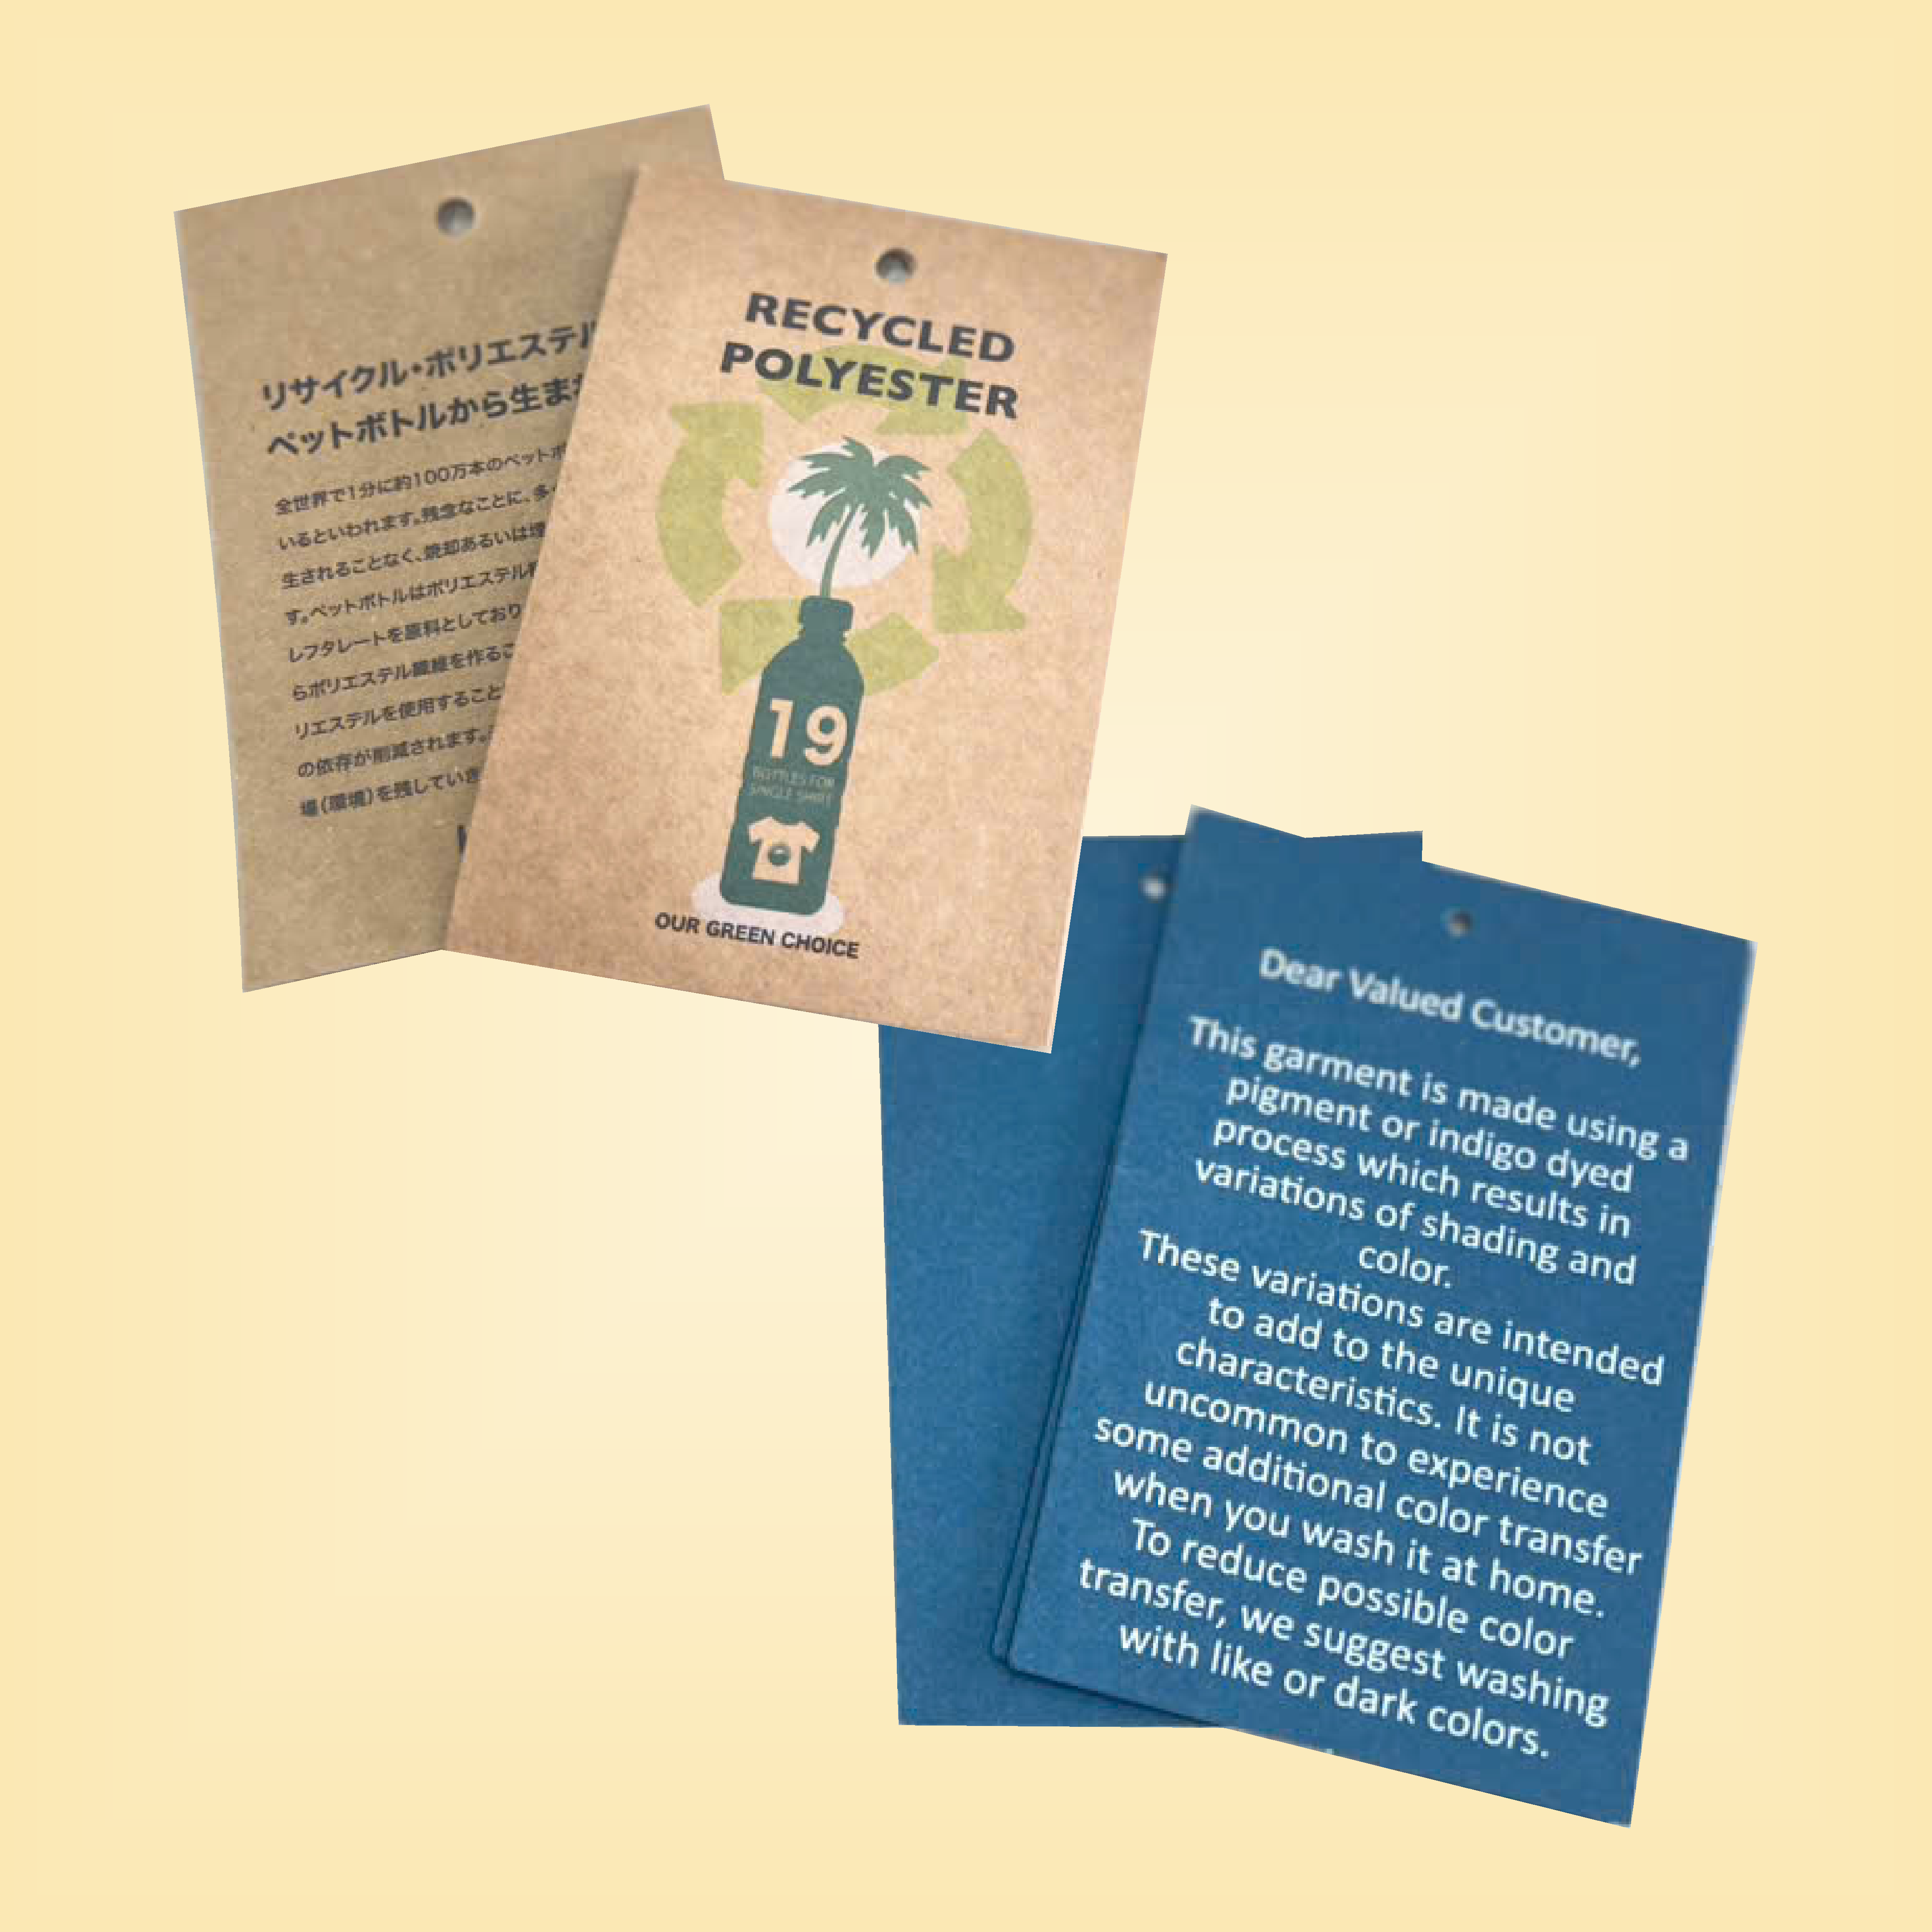 リサイクル・ポリエステル
ペットボトルから生まれ
全世界で1分に約100万本のペットボ
いるといわれます。残念なことに、多
生されることなく、焼却あるいは埋
す。ペットボトルはポリエステル
レフタレートを原料としており
らポリエステル繊維を作るこ
リエステルを使用すること
の依存が削減されます。
場(環境)を残していき
RECYCLED
POLYESTER
19
BOTTLES FOR
SINGLE SHIRT
OUR GREEN CHOICE
Dear Valued Customer,
This garment is made using a
pigment or indigo dyed
process which results in
variations of shading and
color.
These variations are intended
to add to the unique
characteristics. It is not
uncommon to experience
some additional color transfer
when you wash it at home.
To reduce possible color
transfer, we suggest washing
with like or dark colors.